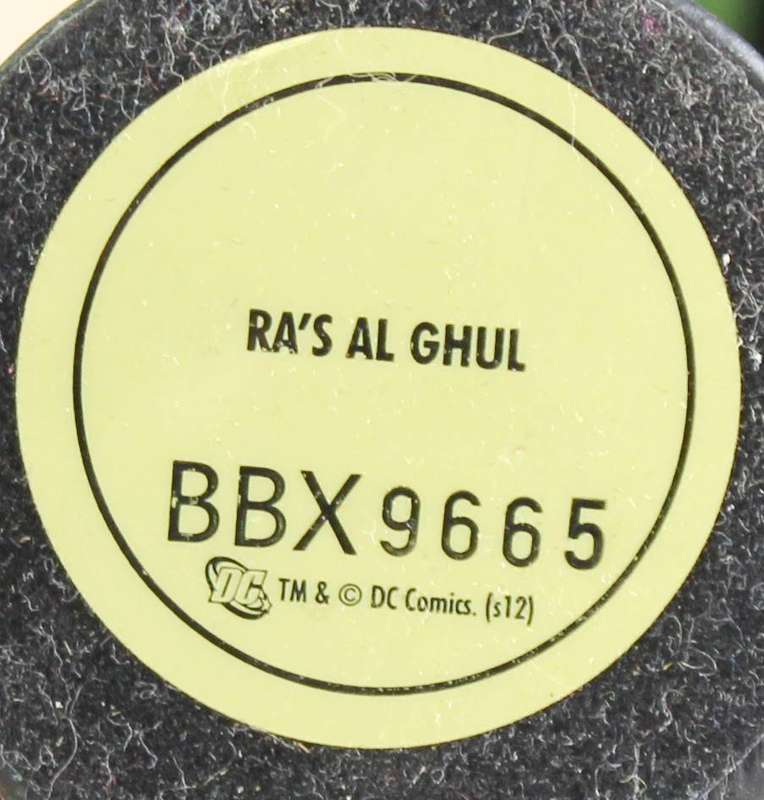 RA'S AL GHUL
BBX9665
DC TM & © DC Comics. (s12)